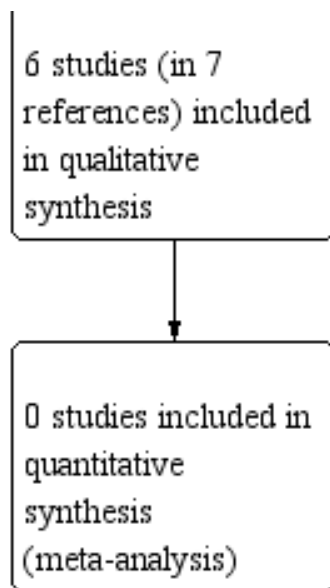 6 studies (in 7
references) included
in qualitative
synthesis
0 studies included in
quantitative
synthesis
(meta-analysis)